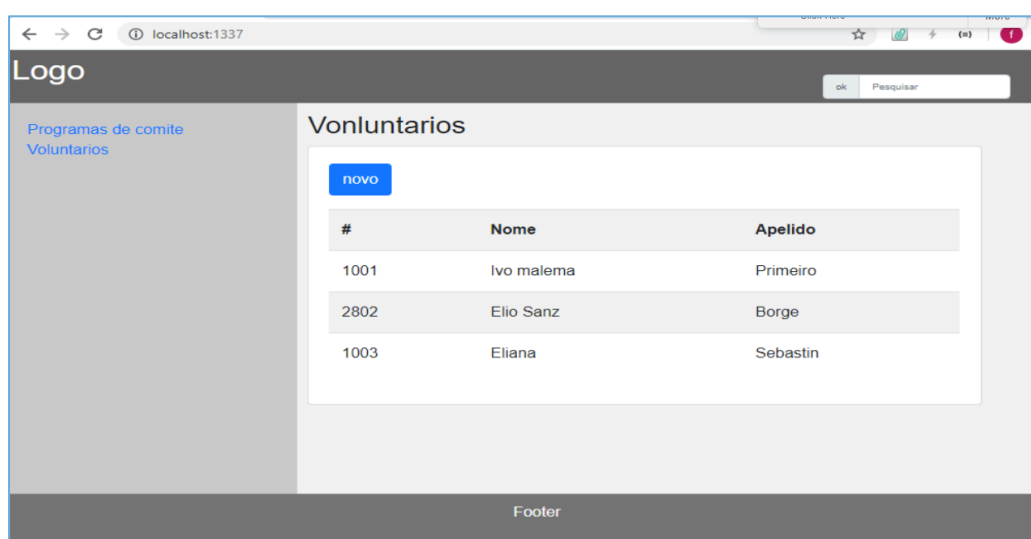 localhost:1337
Logo
ok Pesquisar
Programas de comite
Voluntarios
Vonluntarios
novo
# Nome Apelido
1001 Ivo malema Primeiro
2802 Elio Sanz Borge
1003 Eliana Sebastin
Footer